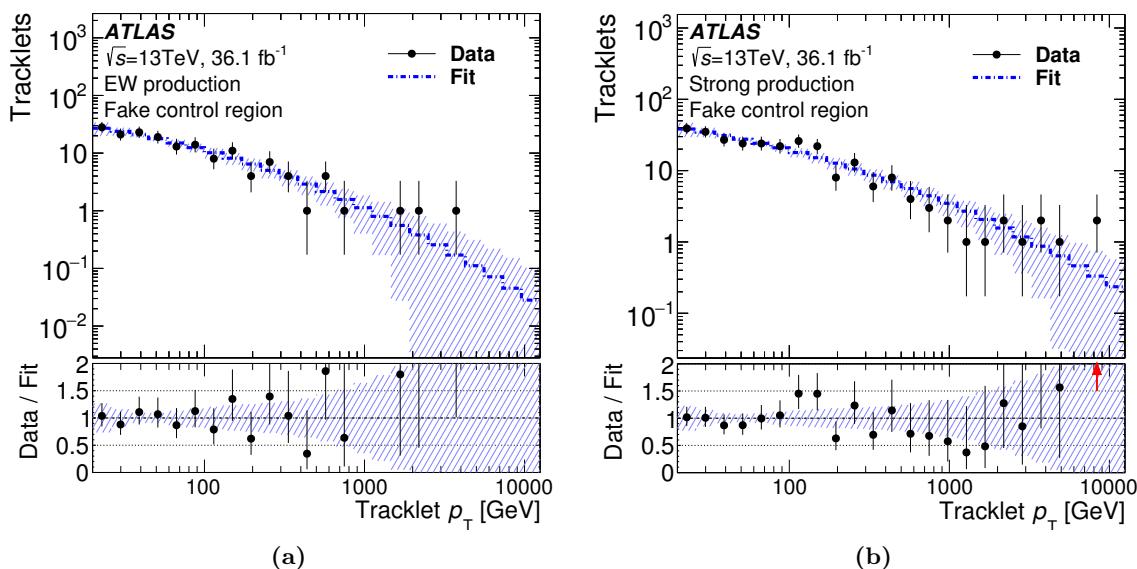 ATLAS
√s=13TeV, 36.1 fb⁻¹
EW production
Fake control region
Data
Fit
Tracklets
10³
10²
10
1
10⁻¹
10⁻²
Data / Fit
2
1.5
1
0.5
0
100
1000
10000
Tracklet p_T [GeV]
(a)
ATLAS
√s=13TeV, 36.1 fb⁻¹
Strong production
Fake control region
Data
Fit
Tracklets
10³
10²
10
1
10⁻¹
Data / Fit
2
1.5
1
0.5
0
100
1000
10000
Tracklet p_T [GeV]
(b)